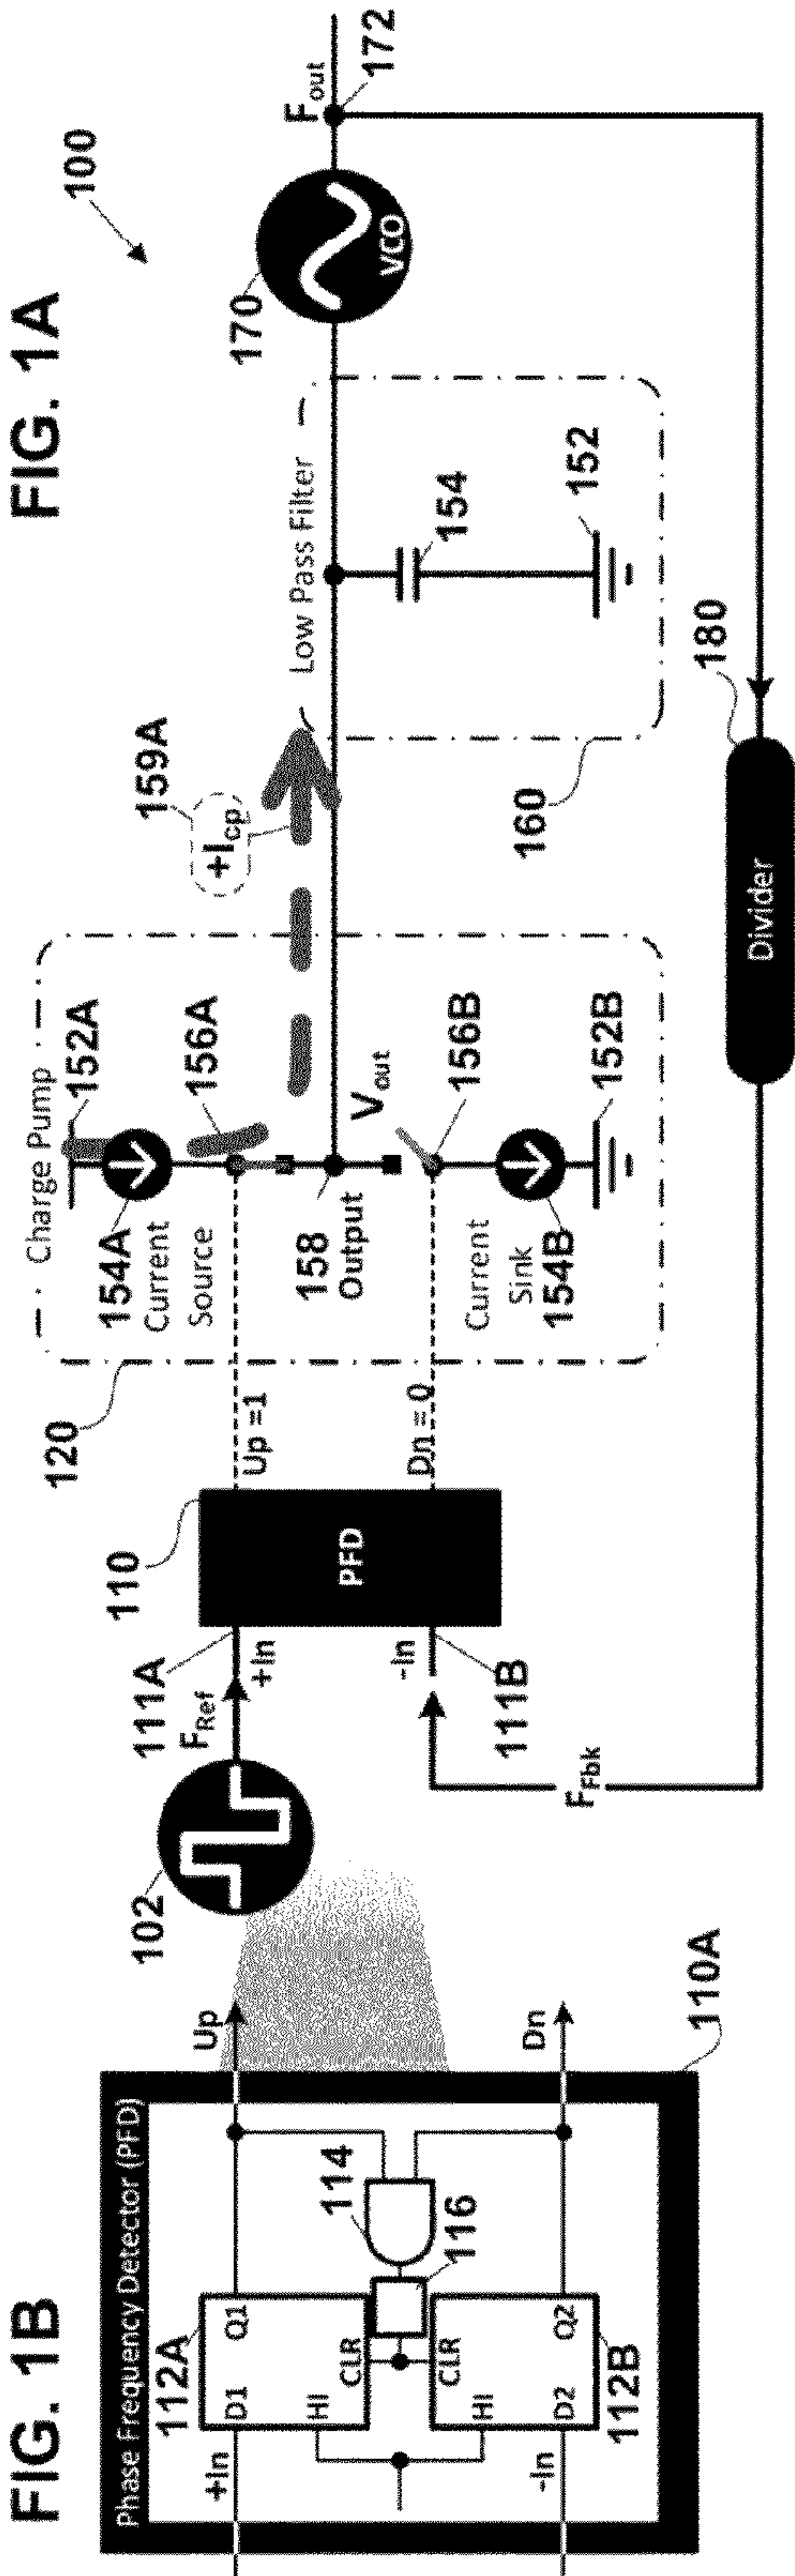 FIG. 1A
100
120
Charge Pump
152A
154A
Current
Source
156A
158
Output
Vout
156B
Current
Sink
154B
152B
159A
+Icp
Low Pass Filter
154
152
160
170
VCO
Fout
172
180
Divider
102
FRef
111A
+In
110
PFD
Up =1
Dn = 0
-In
111B
FFbk
FIG. 1B
Phase Frequency Detector (PFD)
110A
112A
+In
D1
Q1
HI
CLR
114
116
CLR
HI
-In
D2
Q2
112B
Up
Dn